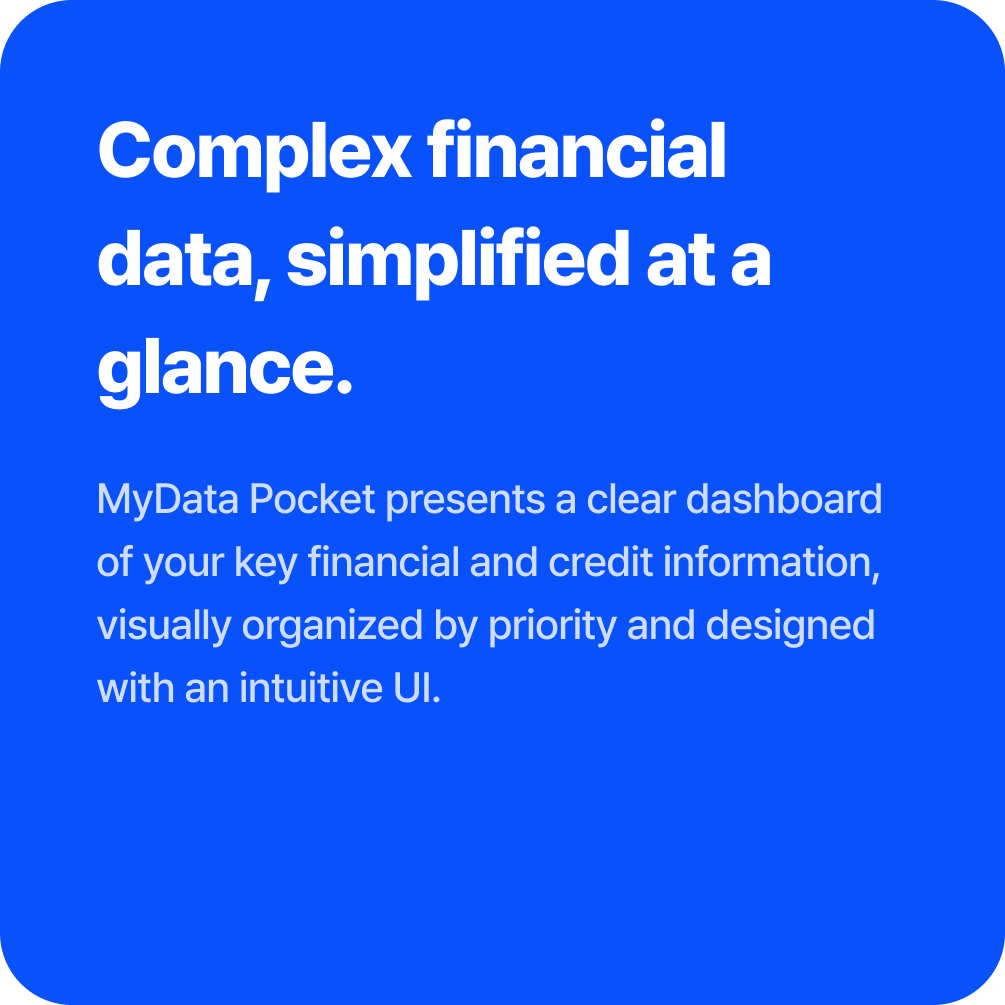 Complex financial
data, simplified at a
glance.
MyData Pocket presents a clear dashboard
of your key financial and credit information,
visually organized by priority and designed
with an intuitive UI.